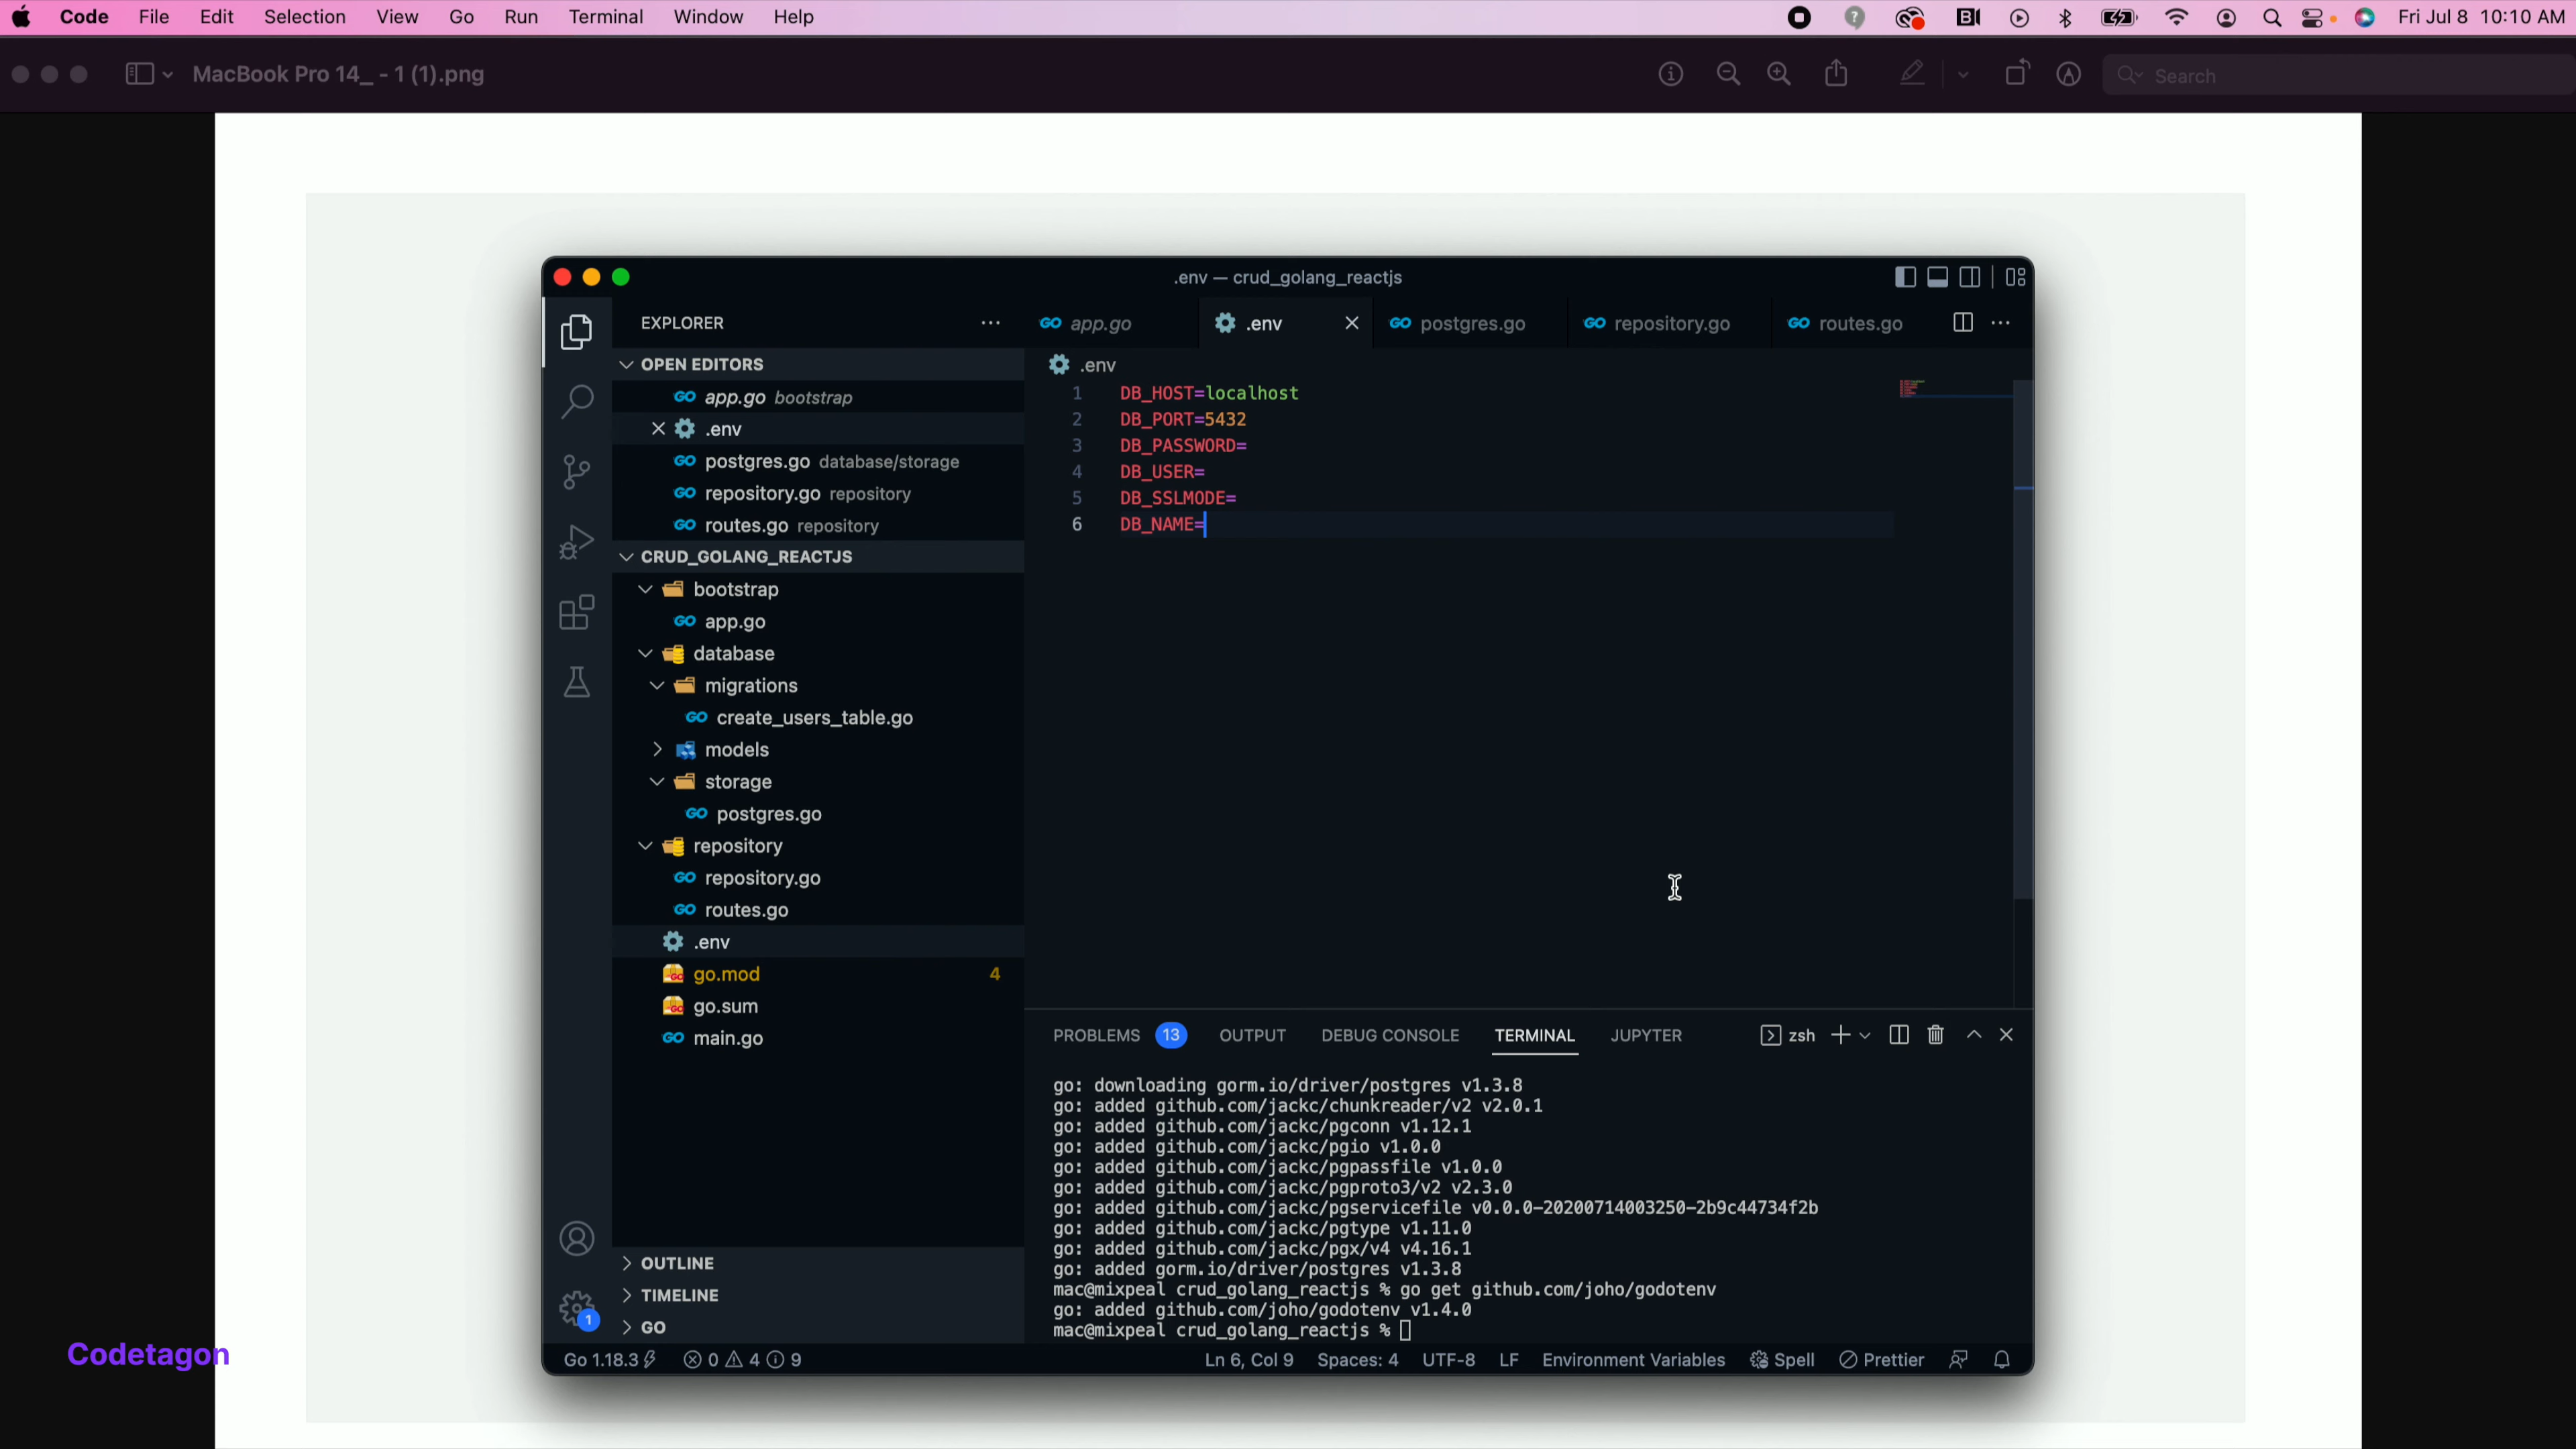 Code File Edit Selection View Go Run Terminal Window Help Fri Jul 8 10:10 AM
MacBook Pro 14_ - 1 (1).png Search
.env — crud_golang_reactjs
EXPLORER
app.go .env postgres.go repository.go routes.go
OPEN EDITORS
app.go bootstrap
.env
postgres.go database/storage
repository.go repository
routes.go repository
CRUD_GOLANG_REACTJS
bootstrap
app.go
database
migrations
create_users_table.go
models
storage
postgres.go
repository
repository.go
routes.go
.env
go.mod 4
go.sum
main.go
OUTLINE
TIMELINE
GO
.env
1 DB_HOST=localhost
2 DB_PORT=5432
3 DB_PASSWORD=
4 DB_USER=
5 DB_SSLMODE=
6 DB_NAME=
PROBLEMS 13 OUTPUT DEBUG CONSOLE TERMINAL JUPYTER zsh
go: downloading gorm.io/driver/postgres v1.3.8
go: added github.com/jackc/chunkreader/v2 v2.0.1
go: added github.com/jackc/pgconn v1.12.1
go: added github.com/jackc/pgio v1.0.0
go: added github.com/jackc/pgpassfile v1.0.0
go: added github.com/jackc/pgproto3/v2 v2.3.0
go: added github.com/jackc/pgservicefile v0.0.0-20200714003250-2b9c44734f2b
go: added github.com/jackc/pgtype v1.11.0
go: added github.com/jackc/pgx/v4 v4.16.1
go: added gorm.io/driver/postgres v1.3.8
mac@mixpeal crud_golang_reactjs % go get github.com/joho/godotenv
go: added github.com/joho/godotenv v1.4.0
mac@mixpeal crud_golang_reactjs %
1
Go 1.18.3 0 4 9 Ln 6, Col 9 Spaces: 4 UTF-8 LF Environment Variables Spell Prettier
Codetagon